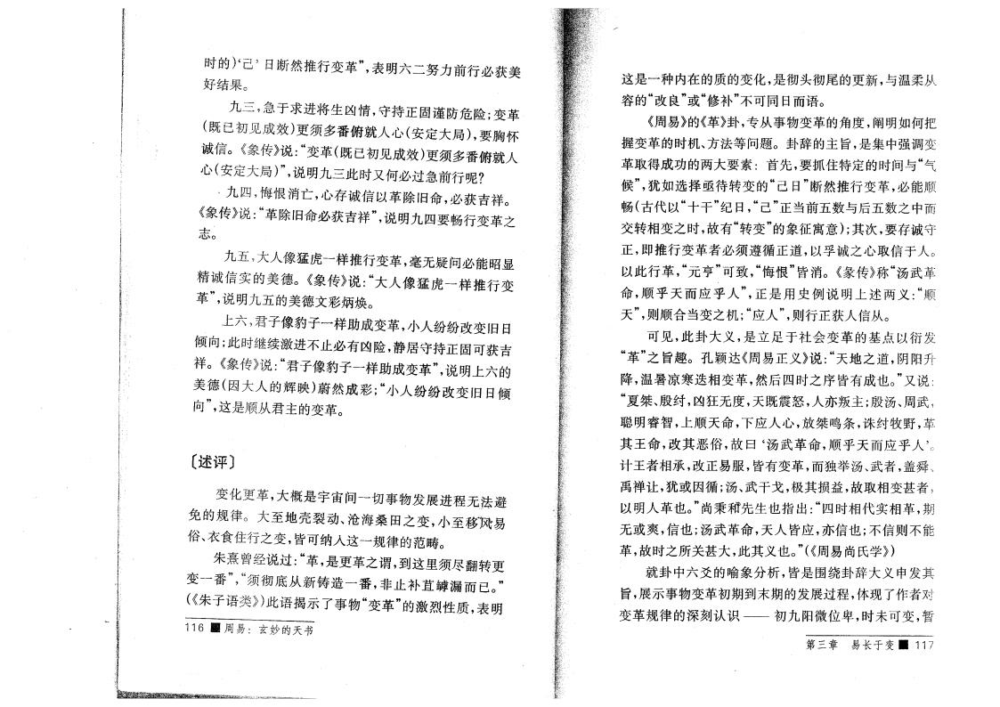 时的)‘己’日断然推行变革”,表明六二努力前行必获美
好结果。
九三,急于求进将生凶情,守持正固谨防危险;变革
(既已初见成效)更须多番俯就人心(安定大局),要胸怀
诚信。《象传》说:“变革(既已初见成效)更须多番俯就人
心(安定大局)”,说明九三此时又何必过急前行呢?
九四,悔恨消亡,心存诚信以革除旧命,必获吉祥。
《象传》说:“革除旧命必获吉祥”,说明九四要畅行变革之
志。
九五,大人像猛虎一样推行变革,毫无疑问必能昭显
精诚信实的美德。《象传》说:“大人像猛虎一样推行变
革”,说明九五的美德文彩炳焕。
上六,君子像豹子一样助成变革,小人纷纷改变旧日
倾向;此时继续激进不止必有凶险,静居守持正固可获吉
祥。《象传》说:“君子像豹子一样助成变革”,说明上六的
美德(因大人的辉映)蔚然成彩;“小人纷纷改变旧日倾
向”,这是顺从君主的变革。
〔述评〕
变化更革,大概是宇宙间一切事物发展进程无法避
免的规律。大至地壳裂动、沧海桑田之变,小至移风易
俗、衣食住行之变,皆可纳入这一规律的范畴。
朱熹曾经说过:“革,是更革之谓,到这里须尽翻转更
变一番”,“须彻底从新铸造一番,非止补苴罅漏而已。”
(《朱子语类》)此语揭示了事物“变革”的激烈性质,表明
116 ■ 周易:玄妙的天书
这是一种内在的质的变化,是彻头彻尾的更新,与温柔从
容的“改良”或“修补”不可同日而语。
《周易》的《革》卦,专从事物变革的角度,阐明如何把
握变革的时机、方法等问题。卦辞的主旨,是集中强调变
革取得成功的两大要素:首先,要抓住特定的时间与“气
候”,犹如选择亟待转变的“己日”断然推行变革,必能顺
畅(古代以“十干”纪日,“己”正当前五数与后五数之中而
交转相变之时,故有“转变”的象征寓意);其次,要存诚守
正,即推行变革者必须遵循正道,以孚诚之心取信于人。
以此行革,“元亨”可致,“悔恨”皆消。《彖传》称“汤武革
命,顺乎天而应乎人”,正是用史例说明上述两义:“顺
天”,则顺合当变之机;“应人”,则行正获人信从。
可见,此卦大义,是立足于社会变革的基点以衍发
“革”之旨趣。孔颖达《周易正义》说:“天地之道,阴阳升
降,温暑凉寒迭相变革,然后四时之序皆有成也。”又说:
“夏桀、殷纣,凶狂无度,天既震怒,人亦叛主;殷汤、周武,
聪明睿智,上顺天命,下应人心,放桀鸣条,诛纣牧野,革
其王命,改其恶俗,故曰‘汤武革命,顺乎天而应乎人’。
计王者相承,改正易服,皆有变革,而独举汤、武者,盖舜、
禹禅让,犹或因循;汤、武干戈,极其损益,故取相变甚者,
以明人革也。”尚秉和先生也指出:“四时相代实相革,期
无或爽,信也;汤武革命,天人皆应,亦信也;不信则不能
革,故时之所关甚大,此其义也。”(《周易尚氏学》)
就卦中六爻的喻象分析,皆是围绕卦辞大义申发其
旨,展示事物变革初期到末期的发展过程,体现了作者对
变革规律的深刻认识——初九阳微位卑,时未可变,暂
第三章 易长于变 ■ 117